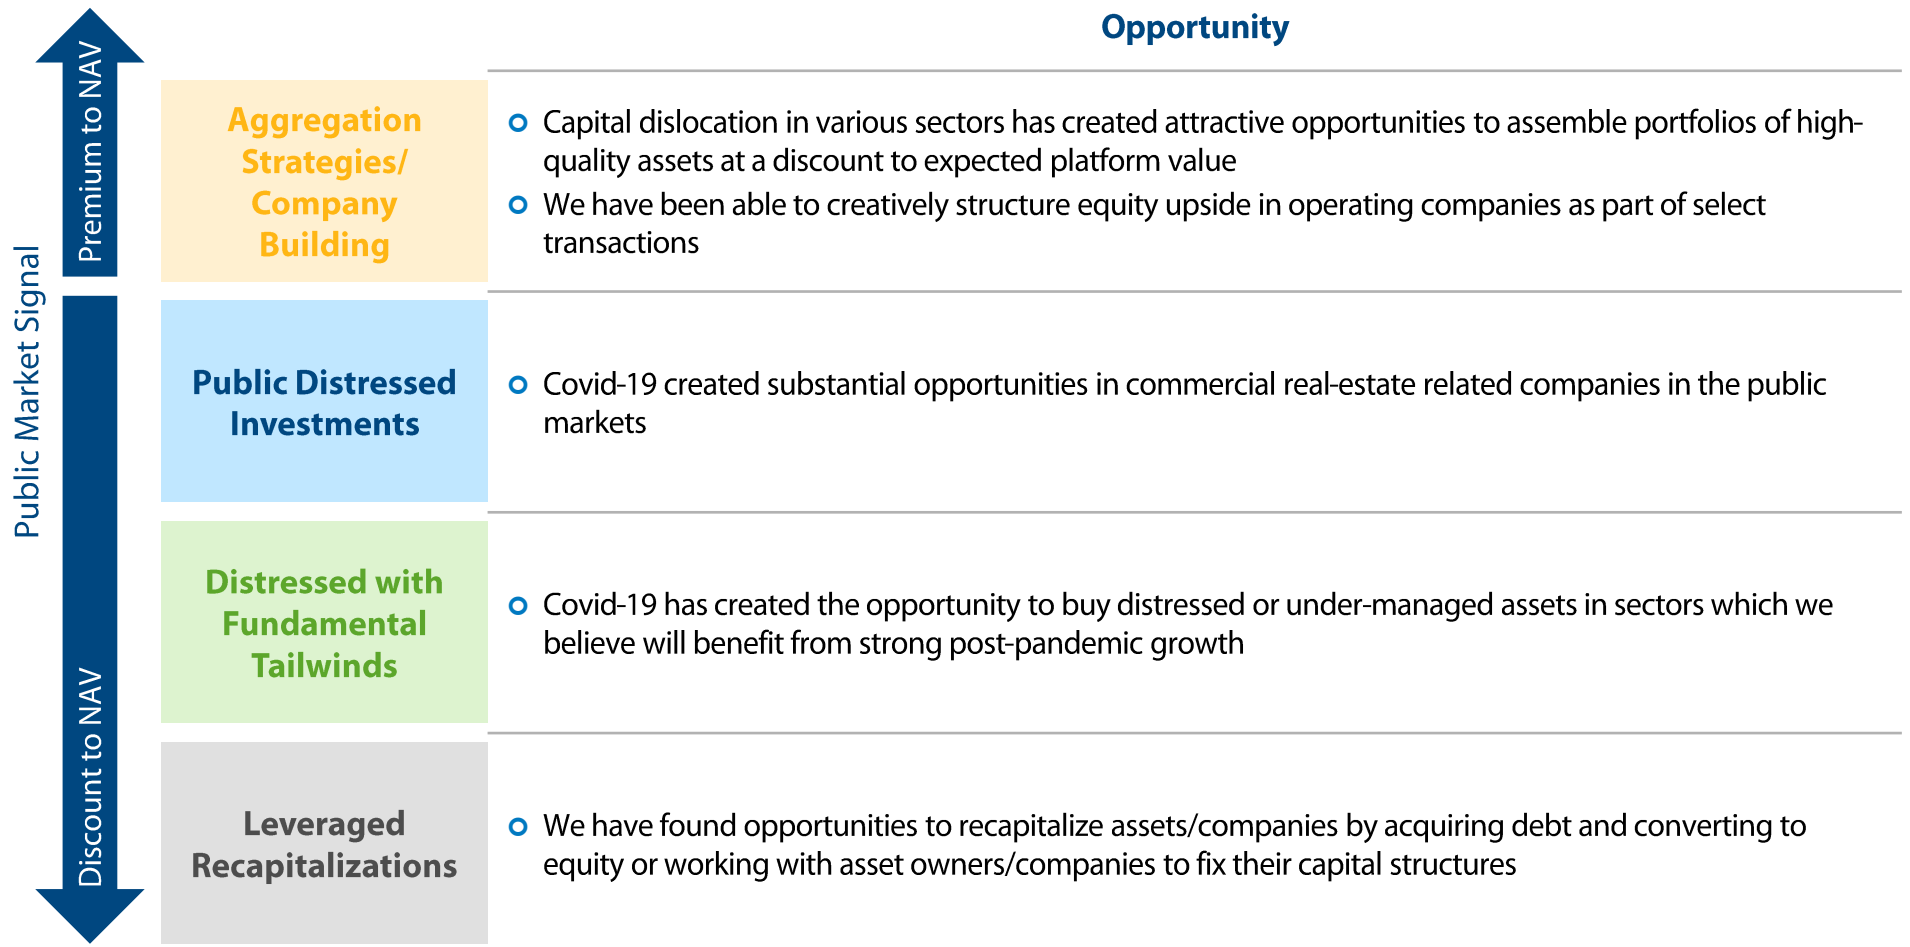 Opportunity
Public Market Signal
Premium to NAV
Discount to NAV
Aggregation
Strategies/
Company
Building
Capital dislocation in various sectors has created attractive opportunities to assemble portfolios of high-
quality assets at a discount to expected platform value
We have been able to creatively structure equity upside in operating companies as part of select
transactions
Public Distressed
Investments
Covid-19 created substantial opportunities in commercial real-estate related companies in the public
markets
Distressed with
Fundamental
Tailwinds
Covid-19 has created the opportunity to buy distressed or under-managed assets in sectors which we
believe will benefit from strong post-pandemic growth
Leveraged
Recapitalizations
We have found opportunities to recapitalize assets/companies by acquiring debt and converting to
equity or working with asset owners/companies to fix their capital structures